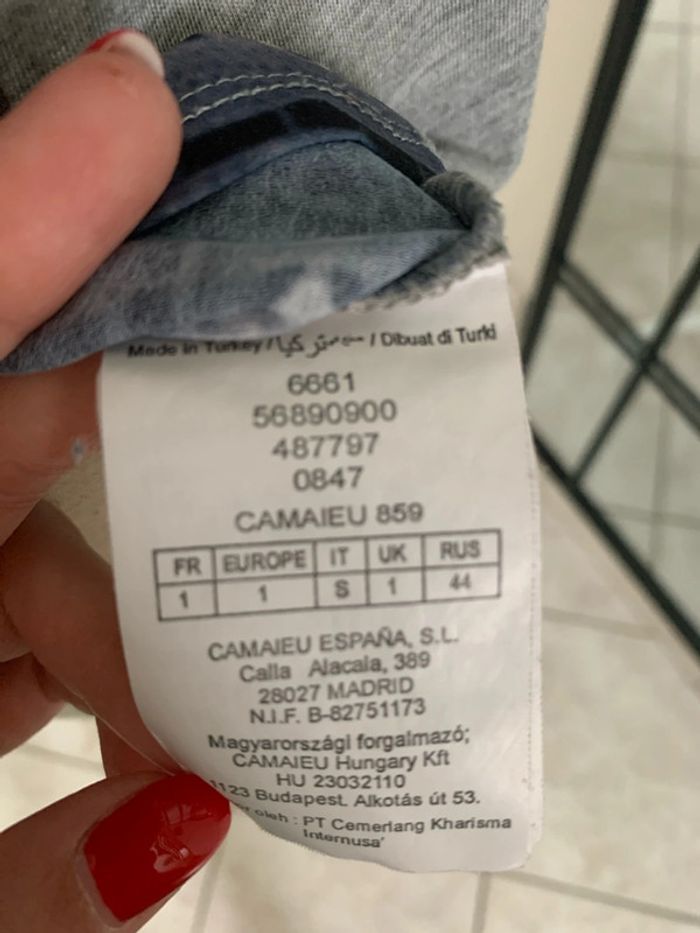 Made in Turkey / تركيا / Dibuat di Turki
6661
56890900
487797
0847
CAMAIEU 859
FR EUROPE IT UK RUS
1 1 S 1 44
CAMAIEU ESPAÑA, S.L.
Calla Alacala, 389
28027 MADRID
N.I.F. B-82751173
Magyarországi forgalmazó;
CAMAIEU Hungary Kft
HU 23032110
1123 Budapest. Alkotás út 53.
oleh : PT Cemerlang Kharisma
Internusa'